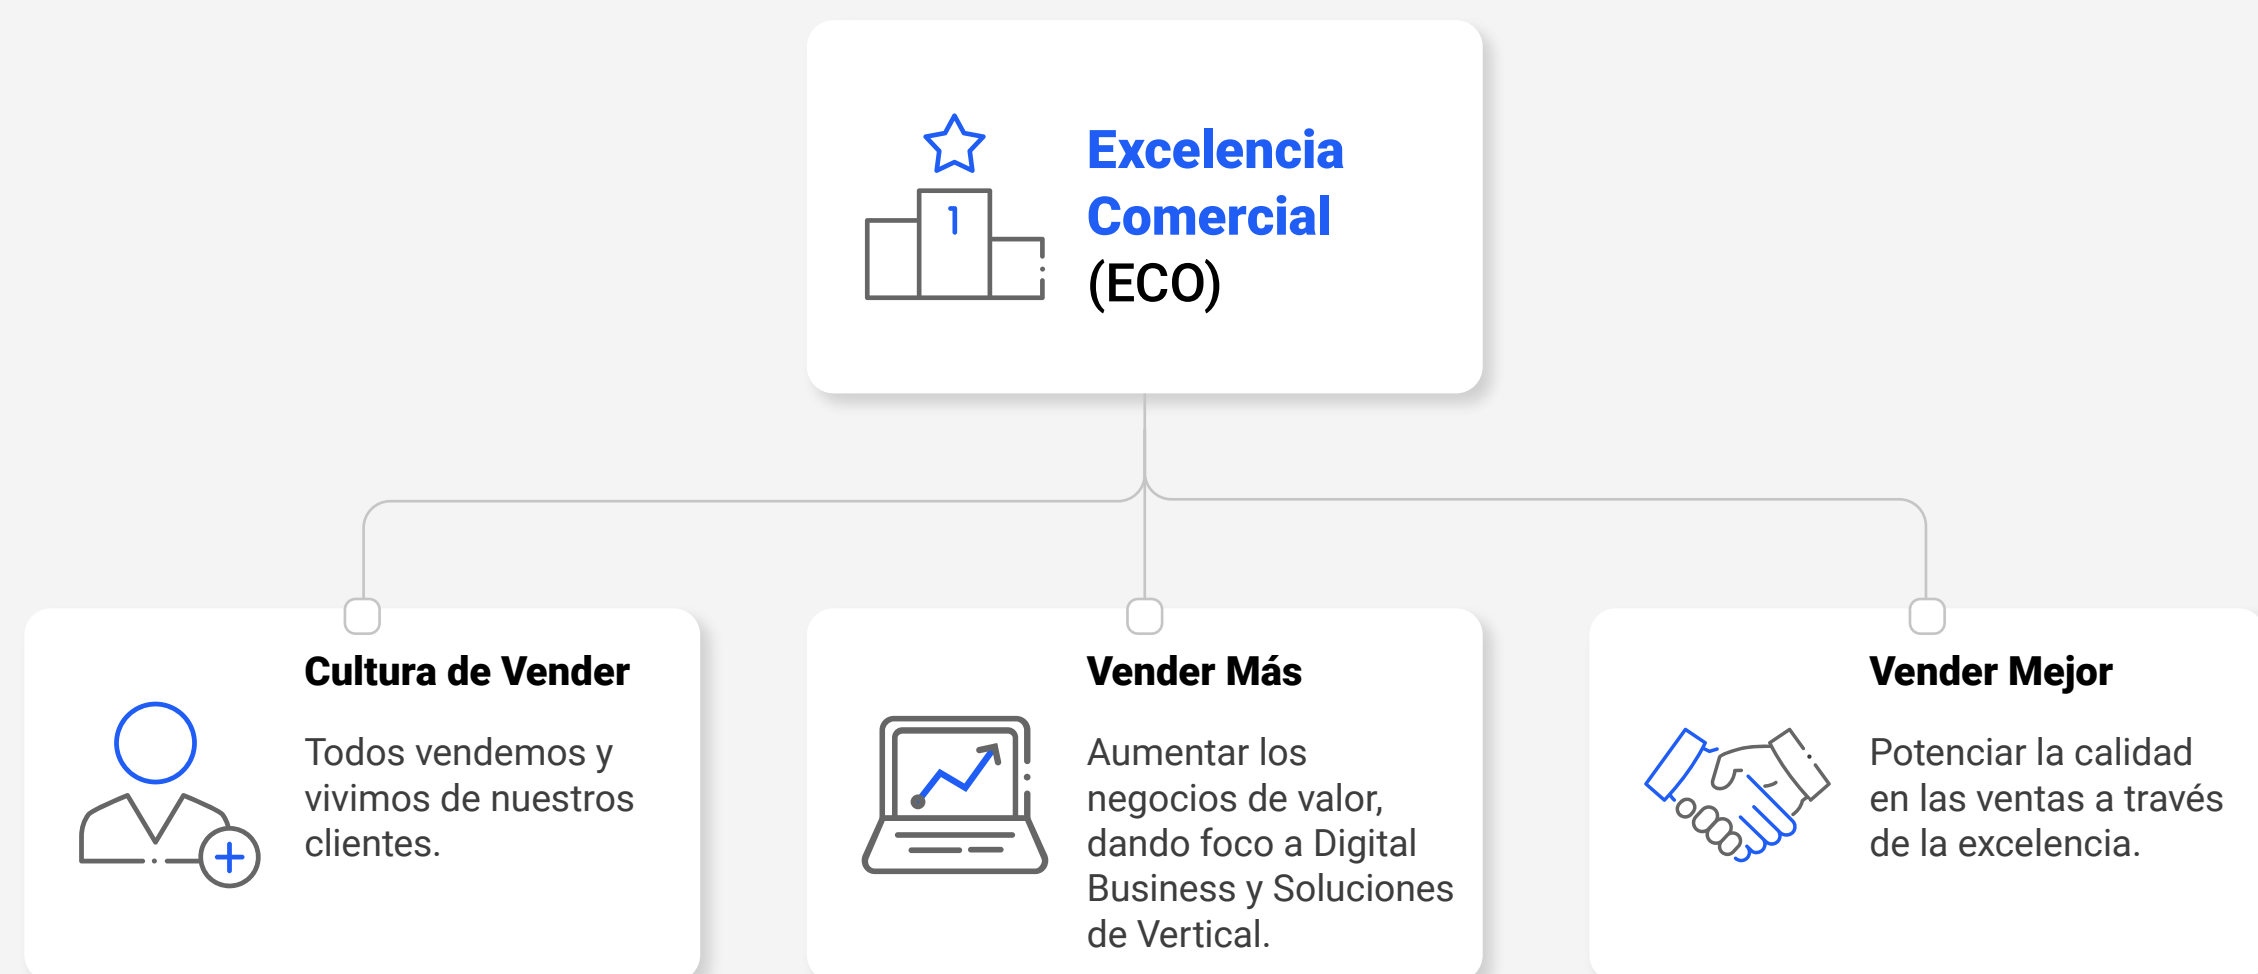 1
Excelencia
Comercial
(ECO)
Cultura de Vender
Todos vendemos y
vivimos de nuestros
clientes.
Vender Más
Aumentar los
negocios de valor,
dando foco a Digital
Business y Soluciones
de Vertical.
Vender Mejor
Potenciar la calidad
en las ventas a través
de la excelencia.